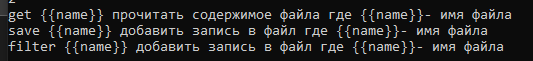 get {{name}} прочитать содержимое файла где {{name}}- имя файла
save {{name}} добавить запись в файл где {{name}}- имя файла
filter {{name}} добавить запись в файл где {{name}}- имя файла